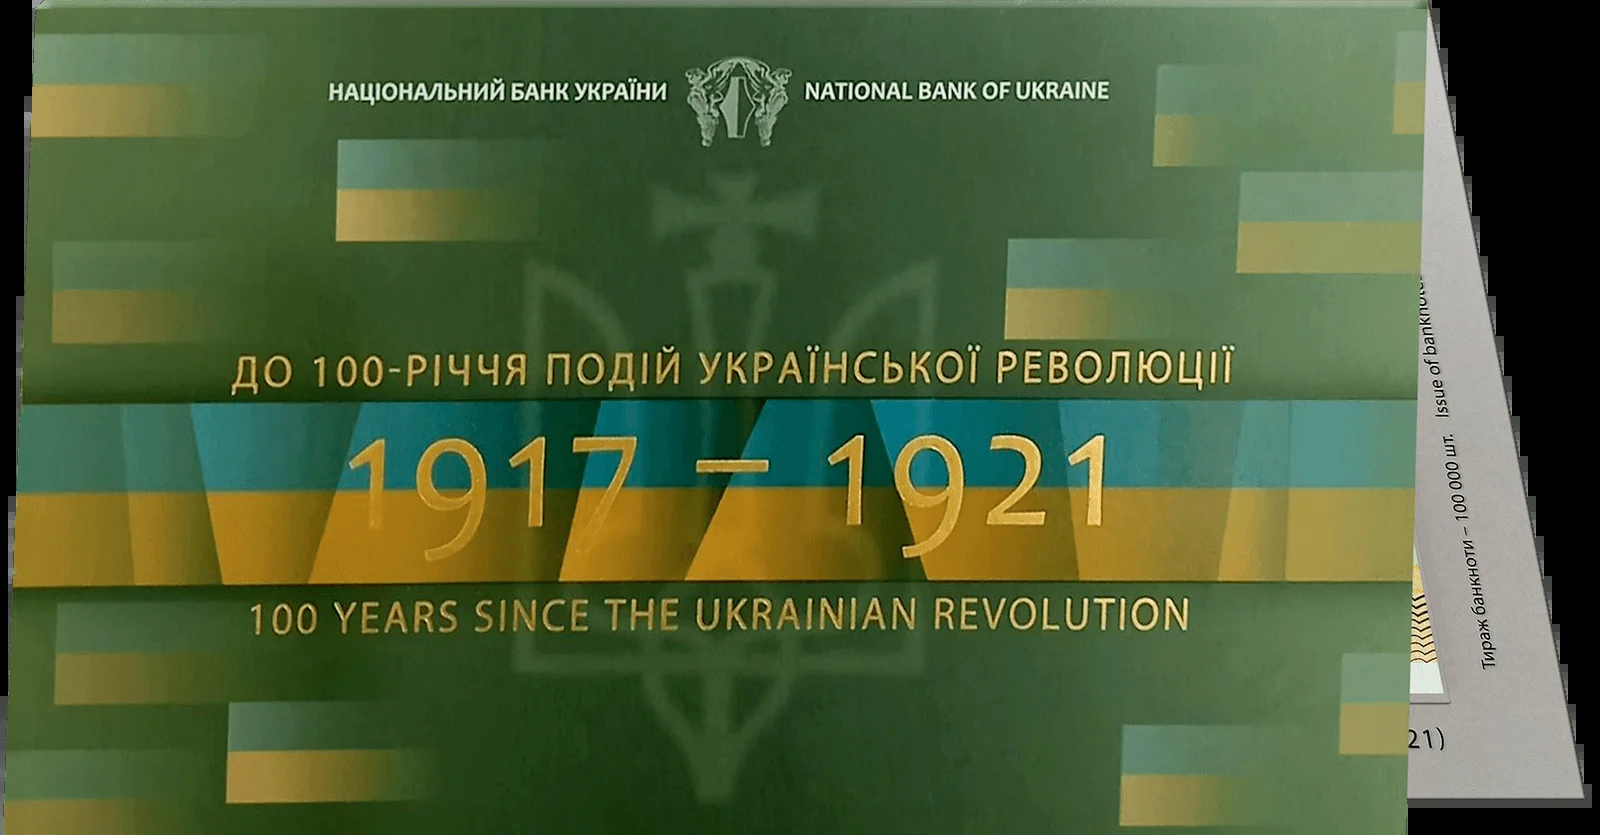 НАЦІОНАЛЬНИЙ БАНК УКРАЇНИ
NATIONAL BANK OF UKRAINE
ДО 100-РІЧЧЯ ПОДІЙ УКРАЇНСЬКОЇ РЕВОЛЮЦІЇ
1917 – 1921
100 YEARS SINCE THE UKRAINIAN REVOLUTION
Тираж банкноти – 100 000 шт. Issue of
21)